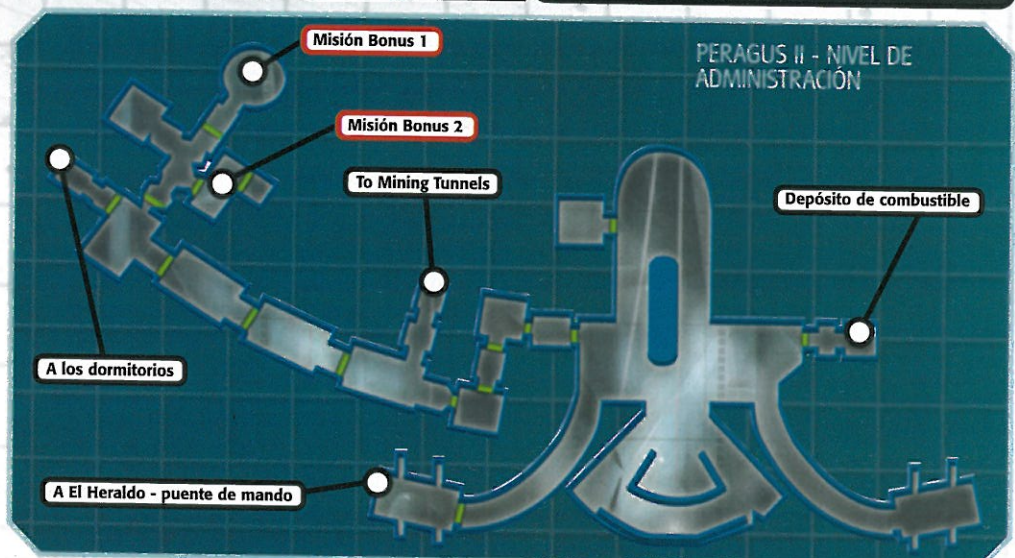 Misión Bonus 1
PERAGUS II - NIVEL DE
ADMINISTRACIÓN
Misión Bonus 2
To Mining Tunnels
Depósito de combustible
A los dormitorios
A El Heraldo - puente de mando